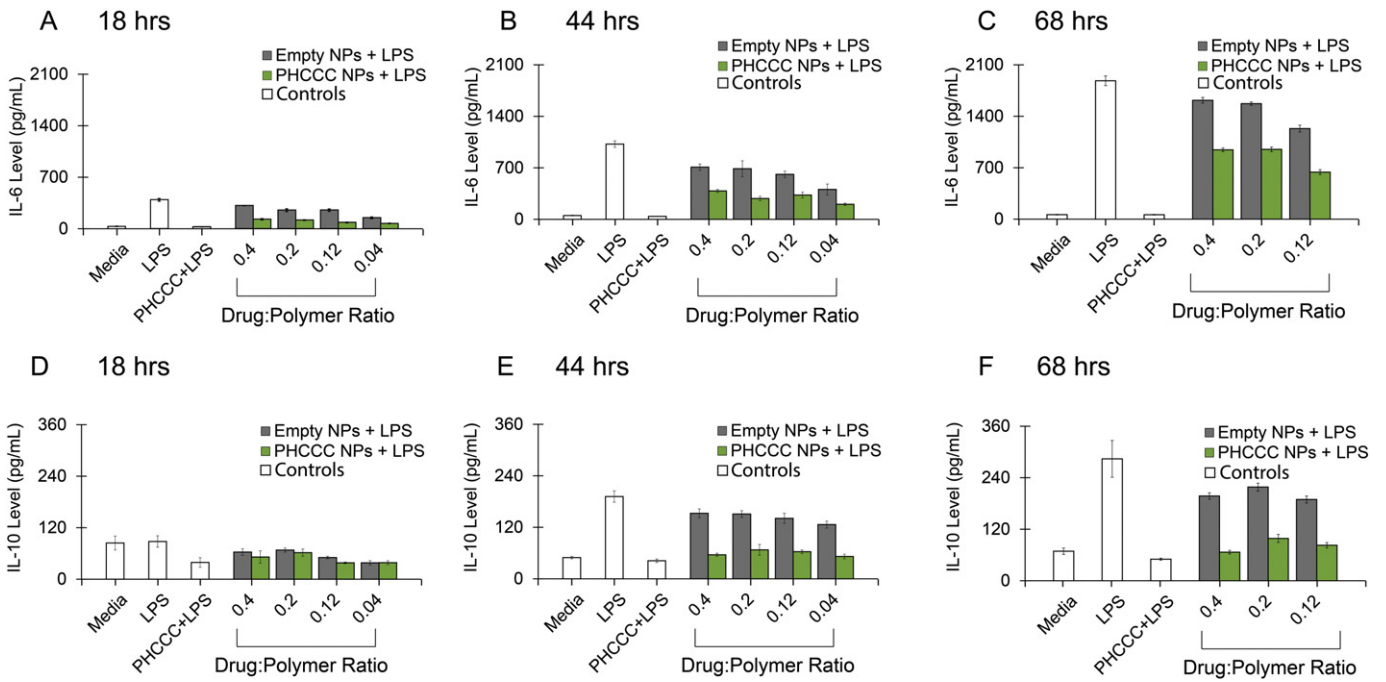 A 18 hrs
Empty NPs + LPS
PHCCC NPs + LPS
Controls
IL-6 Level (pg/mL)
2100
1400
700
0
Media LPS PHCCC+LPS 0.4 0.2 0.12 0.04
Drug:Polymer Ratio
B 44 hrs
Empty NPs + LPS
PHCCC NPs + LPS
Controls
IL-6 Level (pg/mL)
2100
1400
700
0
Media LPS PHCCC+LPS 0.4 0.2 0.12 0.04
Drug:Polymer Ratio
C 68 hrs
Empty NPs + LPS
PHCCC NPs + LPS
Controls
IL-6 Level (pg/mL)
2100
1400
700
0
Media LPS PHCCC+LPS 0.4 0.2 0.12
Drug:Polymer Ratio
D 18 hrs
Empty NPs + LPS
PHCCC NPs + LPS
Controls
IL-10 Level (pg/mL)
360
240
120
0
Media LPS PHCCC+LPS 0.4 0.2 0.12 0.04
Drug:Polymer Ratio
E 44 hrs
Empty NPs + LPS
PHCCC NPs + LPS
Controls
IL-10 Level (pg/mL)
360
240
120
0
Media LPS PHCCC+LPS 0.4 0.2 0.12 0.04
Drug:Polymer Ratio
F 68 hrs
Empty NPs + LPS
PHCCC NPs + LPS
Controls
IL-10 Level (pg/mL)
360
240
120
0
Media LPS PHCCC+LPS 0.4 0.2 0.12
Drug:Polymer Ratio